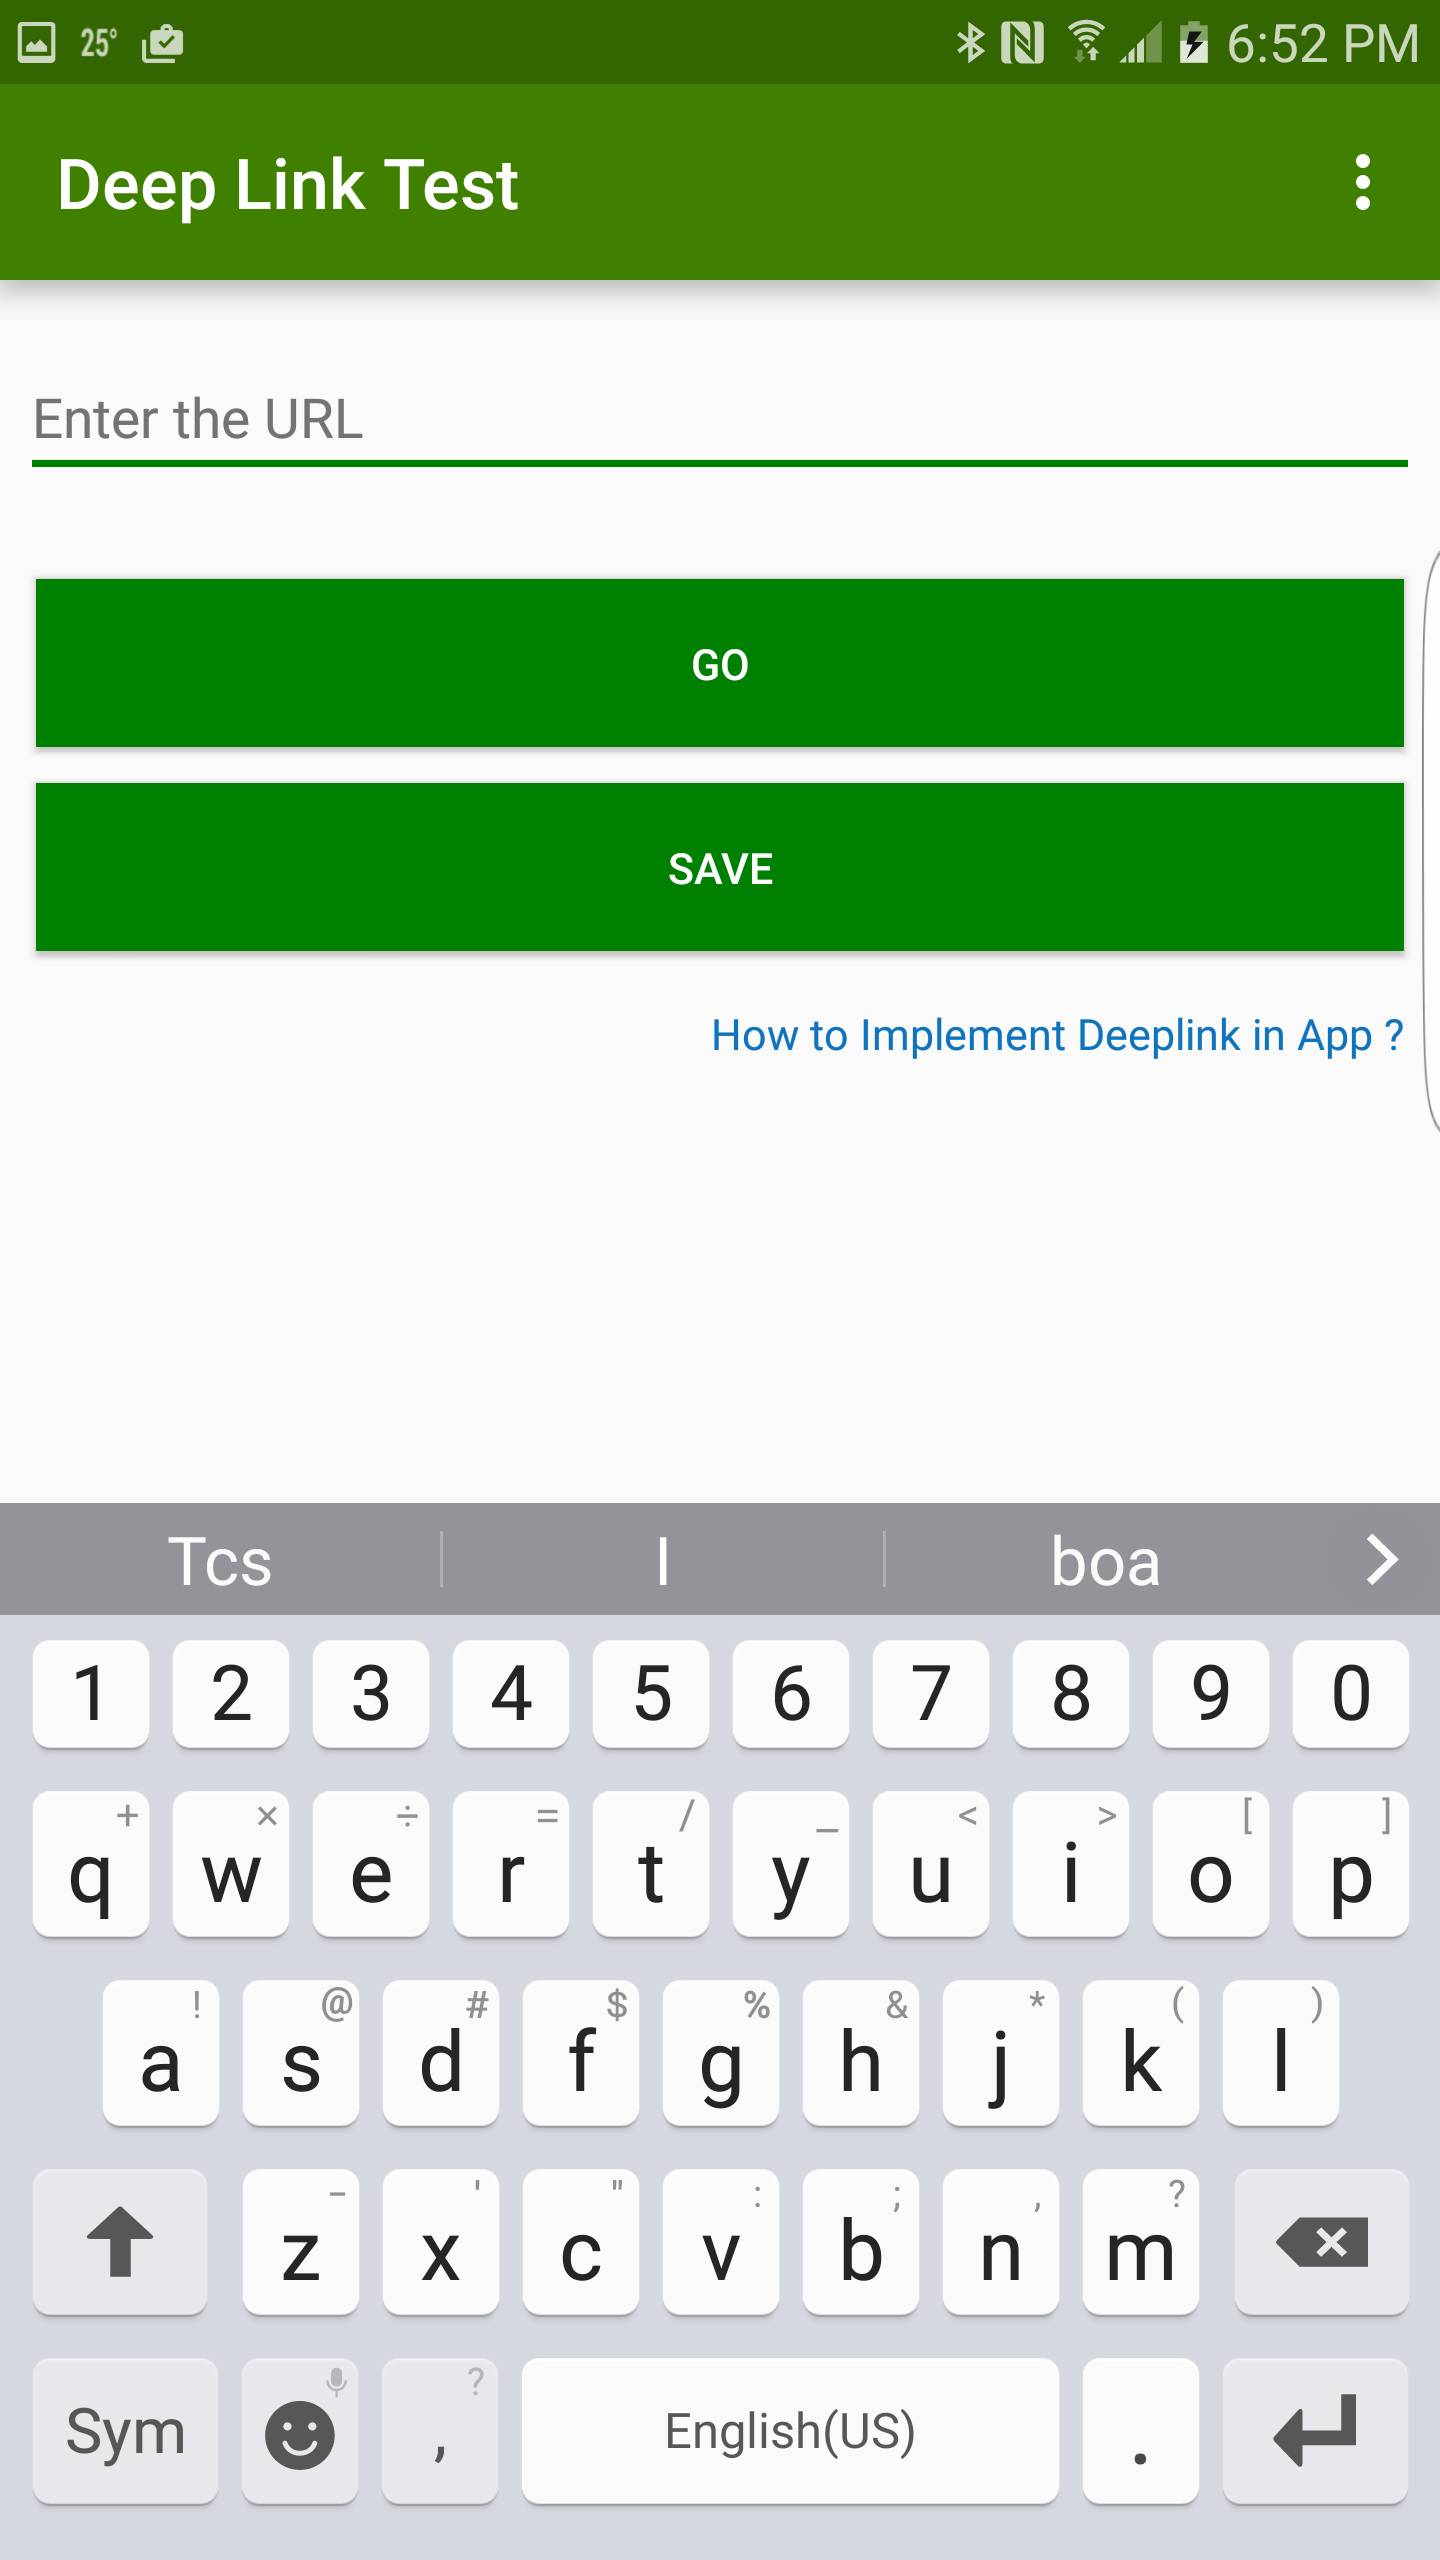 25° 6:52 PM
Deep Link Test
Enter the URL
GO
SAVE
How to Implement Deeplink in App ?
Tcs I boa
1 2 3 4 5 6 7 8 9 0
+ × ÷ = / _ < > [ ]
q w e r t y u i o p
! @ # $ % & * ( )
a s d f g h j k l
- ' " : ; , ?
z x c v b n m
?
Sym , English(US) .